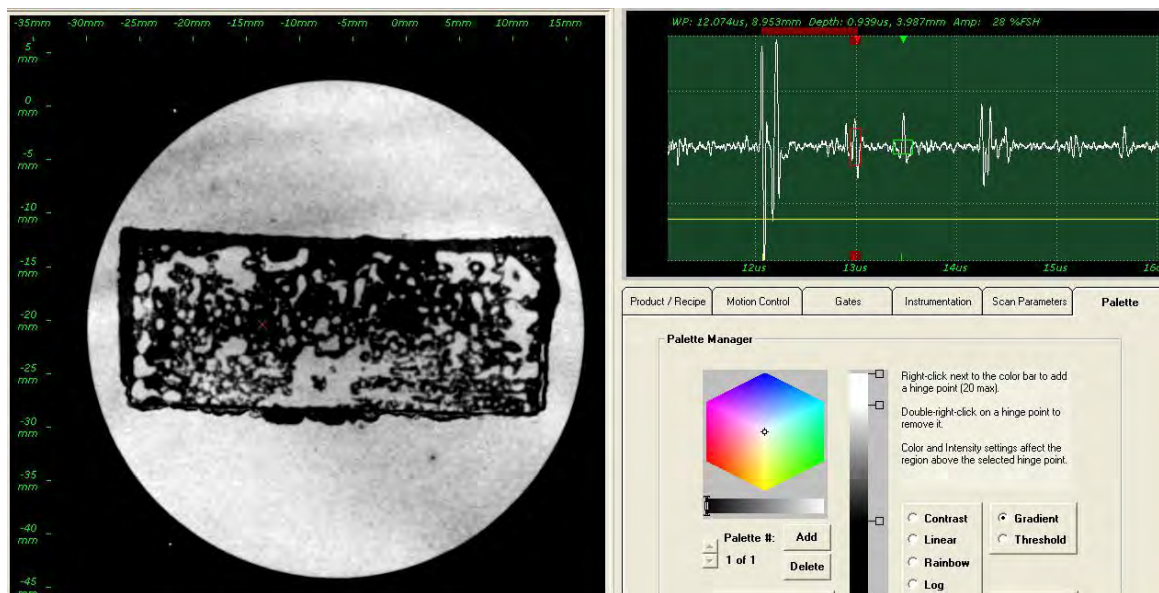 -35mm -25mm -20mm -15mm -10mm -5mm 0mm 5mm 10mm 15mm
5
mm
0
mm
-5
mm
-10
mm
-15
mm
-20
mm
-25
mm
-30
mm
-35
mm
-40
mm
-45
WP: 12.074us, 8.953mm Depth: 0.939us, 3.987mm Amp: 28 %FSH
12us 13us 14us 15us 16
Product / Recipe Motion Control Gates Instrumentation Scan Parameters Palette
Palette Manager
Right-click next to the color bar to add
a hinge point (20 max).
Double-right-click on a hinge point to
remove it.
Color and Intensity settings affect the
region above the selected hinge point.
Palette #:
1 of 1
Add
Delete
Contrast
Linear
Rainbow
Log
Gradient
Threshold